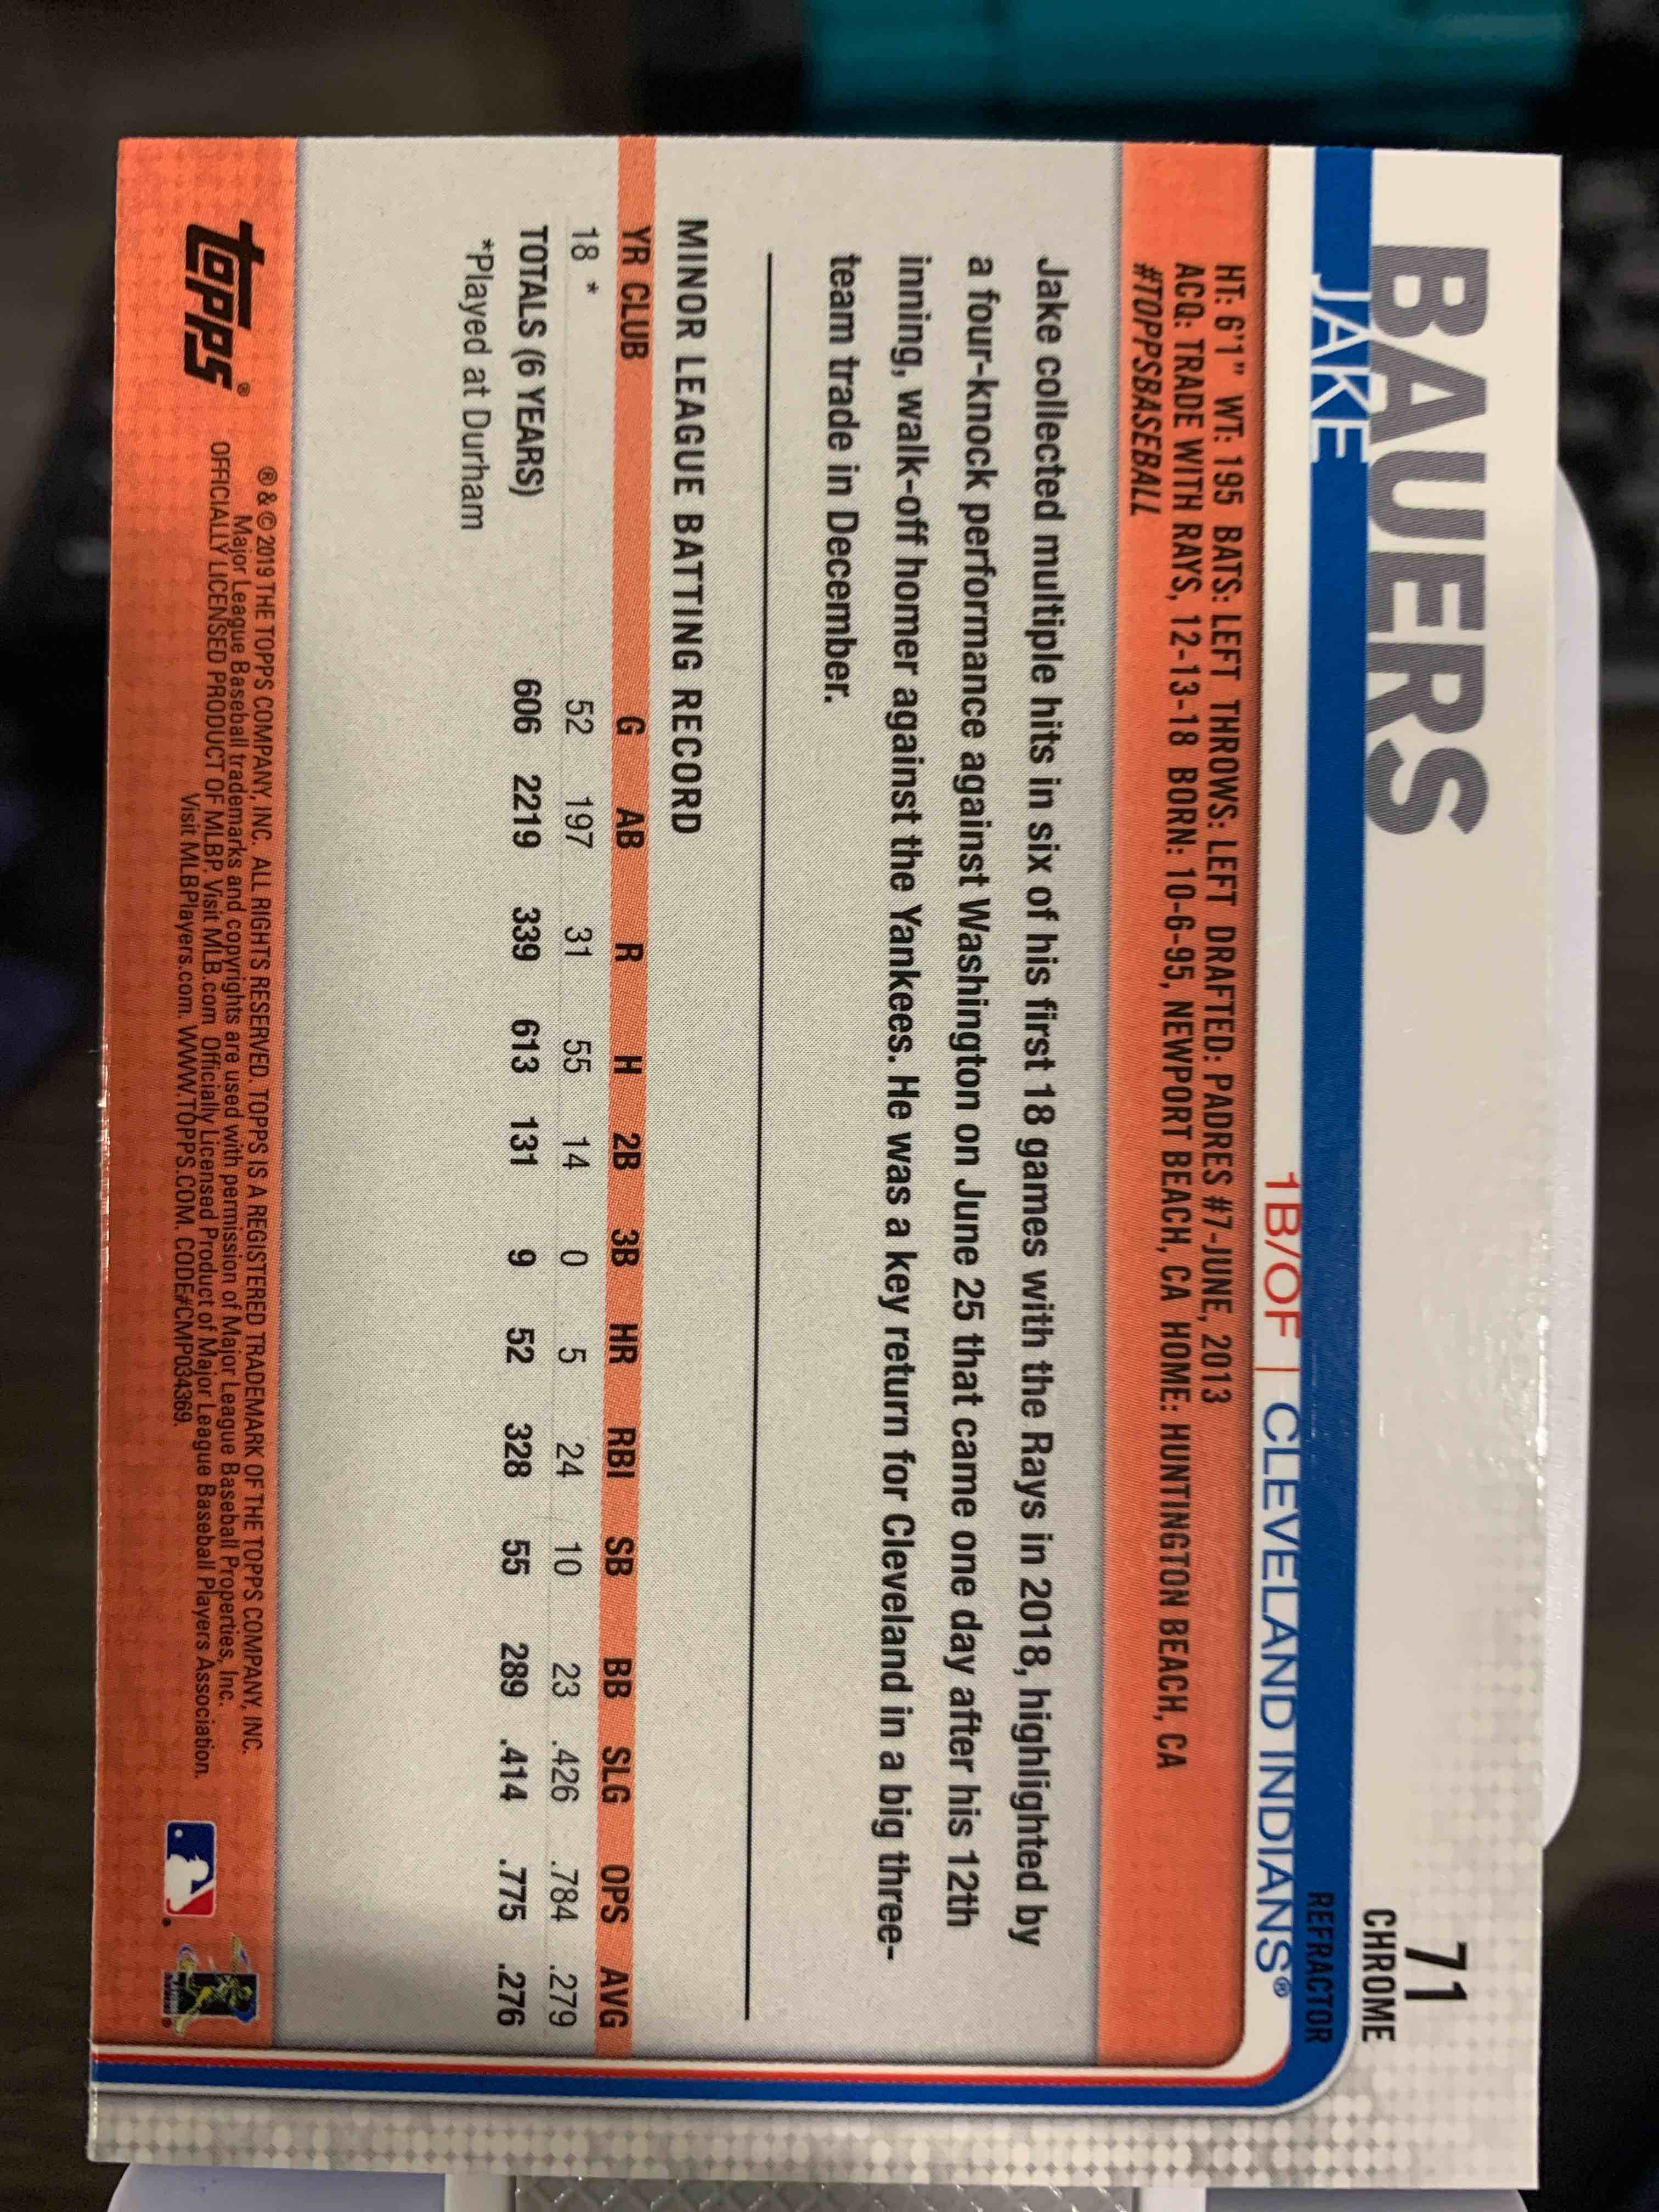 71
CHROME
REFRACTOR
BAUERS
JAKE
1B/OF | CLEVELAND INDIANS®
HT: 6'1" WT: 195 BATS: LEFT THROWS: LEFT DRAFTED: PADRES #7-JUNE, 2013
ACQ: TRADE WITH RAYS, 12-13-18 BORN: 10-6-95, NEWPORT BEACH, CA HOME: HUNTINGTON BEACH, CA
#TOPPSBASEBALL
Jake collected multiple hits in six of his first 18 games with the Rays in 2018, highlighted by
a four-knock performance against Washington on June 25 that came one day after his 12th
inning, walk-off homer against the Yankees. He was a key return for Cleveland in a big three-
team trade in December.
MINOR LEAGUE BATTING RECORD
YR CLUB G AB R H 2B 3B HR RBI SB BB SLG OPS AVG
18 * 52 197 31 55 14 0 5 24 10 23 .426 .784 .279
TOTALS (6 YEARS) 606 2219 339 613 131 9 52 328 55 289 .414 .775 .276
*Played at Durham
topps®
® & © 2019 THE TOPPS COMPANY, INC. ALL RIGHTS RESERVED. TOPPS IS A REGISTERED TRADEMARK OF THE TOPPS COMPANY, INC.
Major League Baseball trademarks and copyrights are used with permission of Major League Baseball Properties, Inc.
OFFICIALLY LICENSED PRODUCT OF MLBP. Visit MLB.com Officially Licensed Product of Major League Baseball Players Association.
Visit MLBPlayers.com. WWW.TOPPS.COM. CODE#CMP034369.